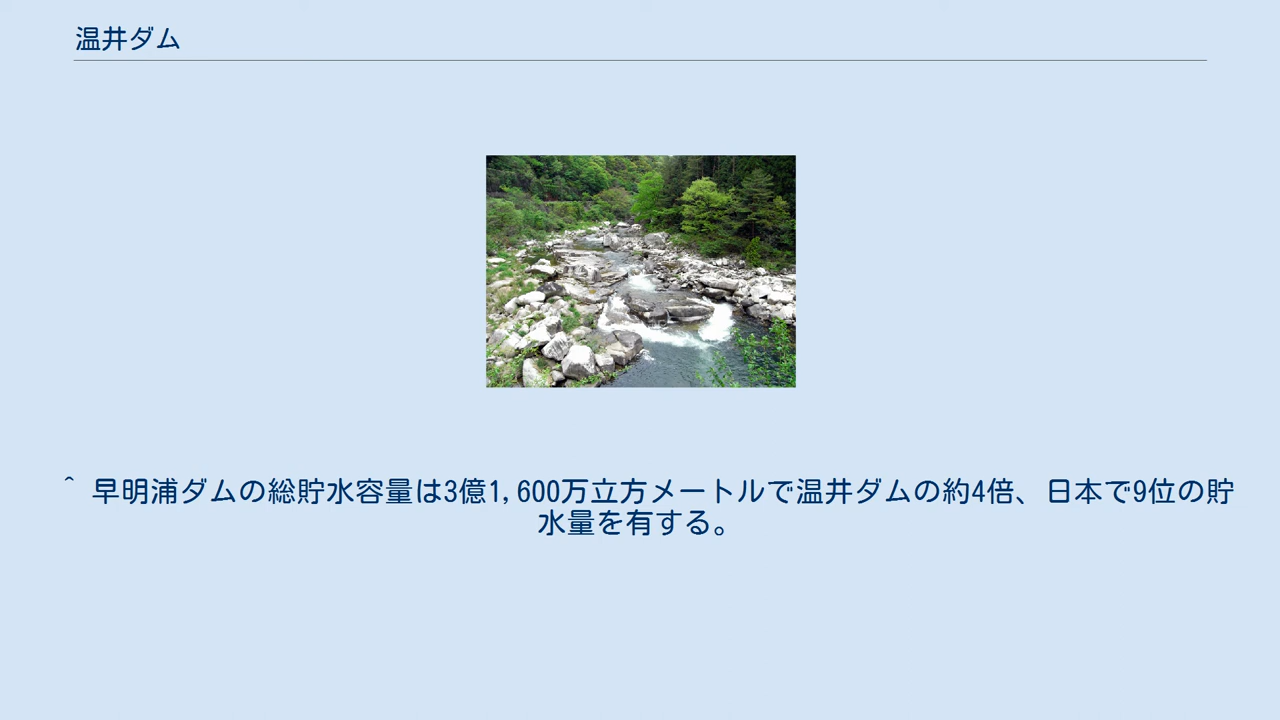 温井ダム
^ 早明浦ダムの総貯水容量は3億1,600万立方メートルで温井ダムの約4倍、日本で9位の貯
水量を有する。